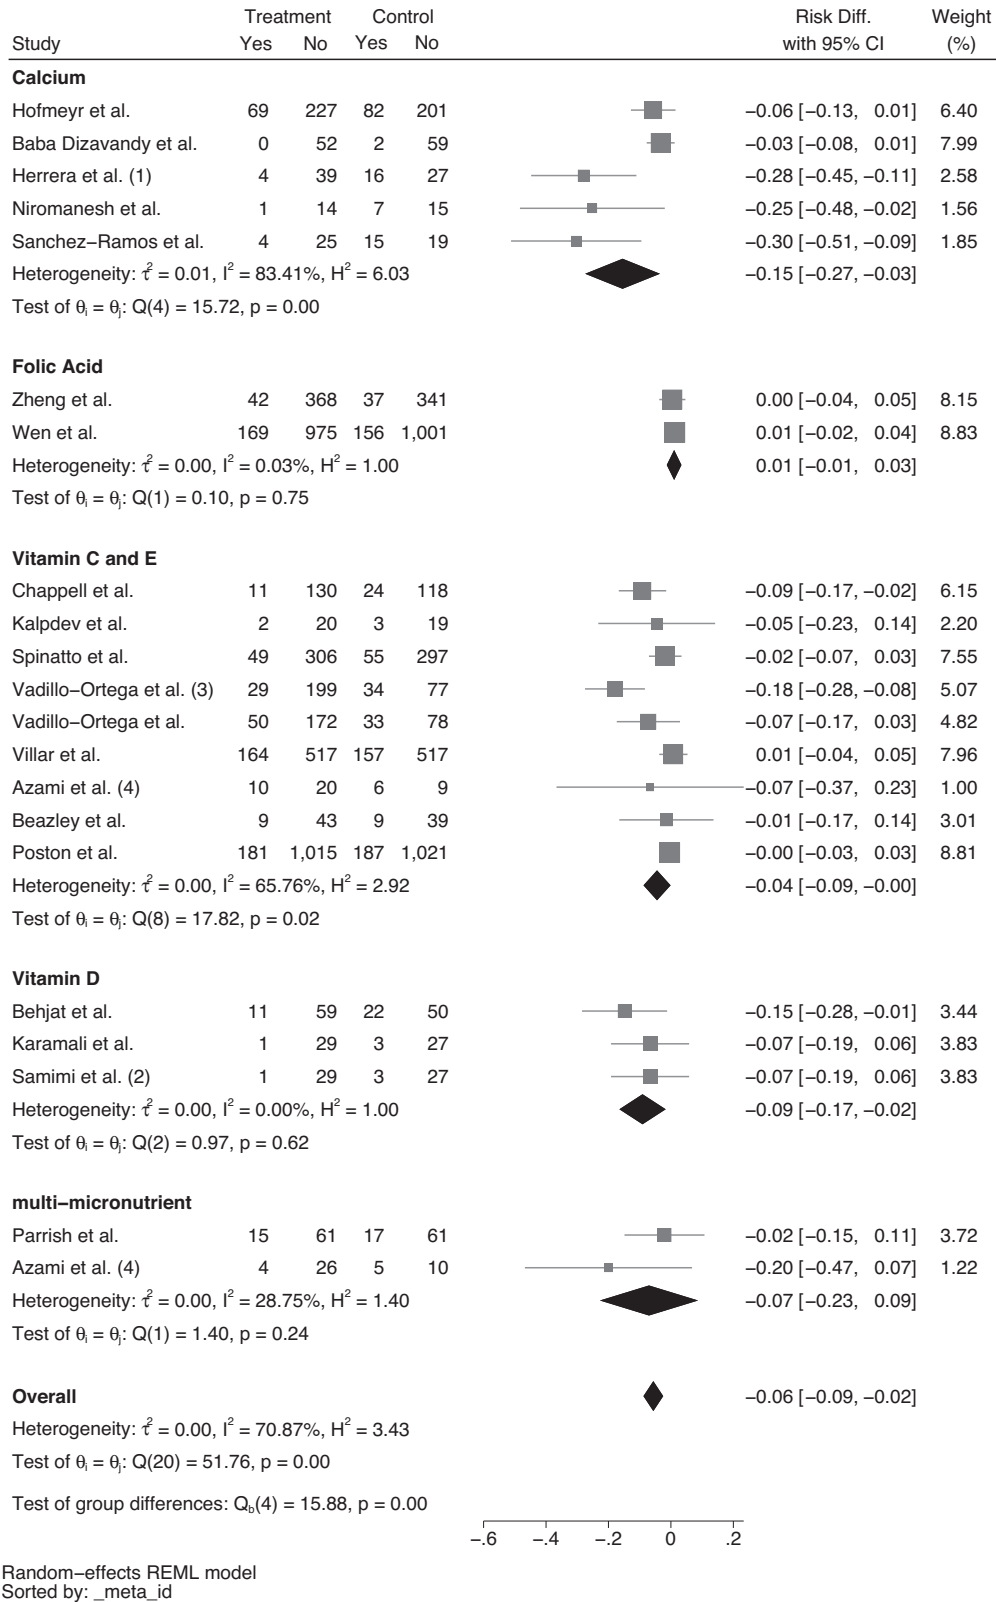 Treatment Control Risk Diff. Weight
Study Yes No Yes No with 95% CI (%)
Calcium
Hofmeyr et al. 69 227 82 201 −0.06 [−0.13, 0.01] 6.40
Baba Dizavandy et al. 0 52 2 59 −0.03 [−0.08, 0.01] 7.99
Herrera et al. (1) 4 39 16 27 −0.28 [−0.45, −0.11] 2.58
Niromanesh et al. 1 14 7 15 −0.25 [−0.48, −0.02] 1.56
Sanchez−Ramos et al. 4 25 15 19 −0.30 [−0.51, −0.09] 1.85
Heterogeneity: τ² = 0.01, I² = 83.41%, H² = 6.03 −0.15 [−0.27, −0.03]
Test of θᵢ = θⱼ: Q(4) = 15.72, p = 0.00
Folic Acid
Zheng et al. 42 368 37 341 0.00 [−0.04, 0.05] 8.15
Wen et al. 169 975 156 1,001 0.01 [−0.02, 0.04] 8.83
Heterogeneity: τ² = 0.00, I² = 0.03%, H² = 1.00 0.01 [−0.01, 0.03]
Test of θᵢ = θⱼ: Q(1) = 0.10, p = 0.75
Vitamin C and E
Chappell et al. 11 130 24 118 −0.09 [−0.17, −0.02] 6.15
Kalpdev et al. 2 20 3 19 −0.05 [−0.23, 0.14] 2.20
Spinatto et al. 49 306 55 297 −0.02 [−0.07, 0.03] 7.55
Vadillo−Ortega et al. (3) 29 199 34 77 −0.18 [−0.28, −0.08] 5.07
Vadillo−Ortega et al. 50 172 33 78 −0.07 [−0.17, 0.03] 4.82
Villar et al. 164 517 157 517 0.01 [−0.04, 0.05] 7.96
Azami et al. (4) 10 20 6 9 −0.07 [−0.37, 0.23] 1.00
Beazley et al. 9 43 9 39 −0.01 [−0.17, 0.14] 3.01
Poston et al. 181 1,015 187 1,021 −0.00 [−0.03, 0.03] 8.81
Heterogeneity: τ² = 0.00, I² = 65.76%, H² = 2.92 −0.04 [−0.09, −0.00]
Test of θᵢ = θⱼ: Q(8) = 17.82, p = 0.02
Vitamin D
Behjat et al. 11 59 22 50 −0.15 [−0.28, −0.01] 3.44
Karamali et al. 1 29 3 27 −0.07 [−0.19, 0.06] 3.83
Samimi et al. (2) 1 29 3 27 −0.07 [−0.19, 0.06] 3.83
Heterogeneity: τ² = 0.00, I² = 0.00%, H² = 1.00 −0.09 [−0.17, −0.02]
Test of θᵢ = θⱼ: Q(2) = 0.97, p = 0.62
multi−micronutrient
Parrish et al. 15 61 17 61 −0.02 [−0.15, 0.11] 3.72
Azami et al. (4) 4 26 5 10 −0.20 [−0.47, 0.07] 1.22
Heterogeneity: τ² = 0.00, I² = 28.75%, H² = 1.40 −0.07 [−0.23, 0.09]
Test of θᵢ = θⱼ: Q(1) = 1.40, p = 0.24
Overall −0.06 [−0.09, −0.02]
Heterogeneity: τ² = 0.00, I² = 70.87%, H² = 3.43
Test of θᵢ = θⱼ: Q(20) = 51.76, p = 0.00
Test of group differences: Q_b(4) = 15.88, p = 0.00
−.6 −.4 −.2 0 .2
Random−effects REML model
Sorted by: _meta_id